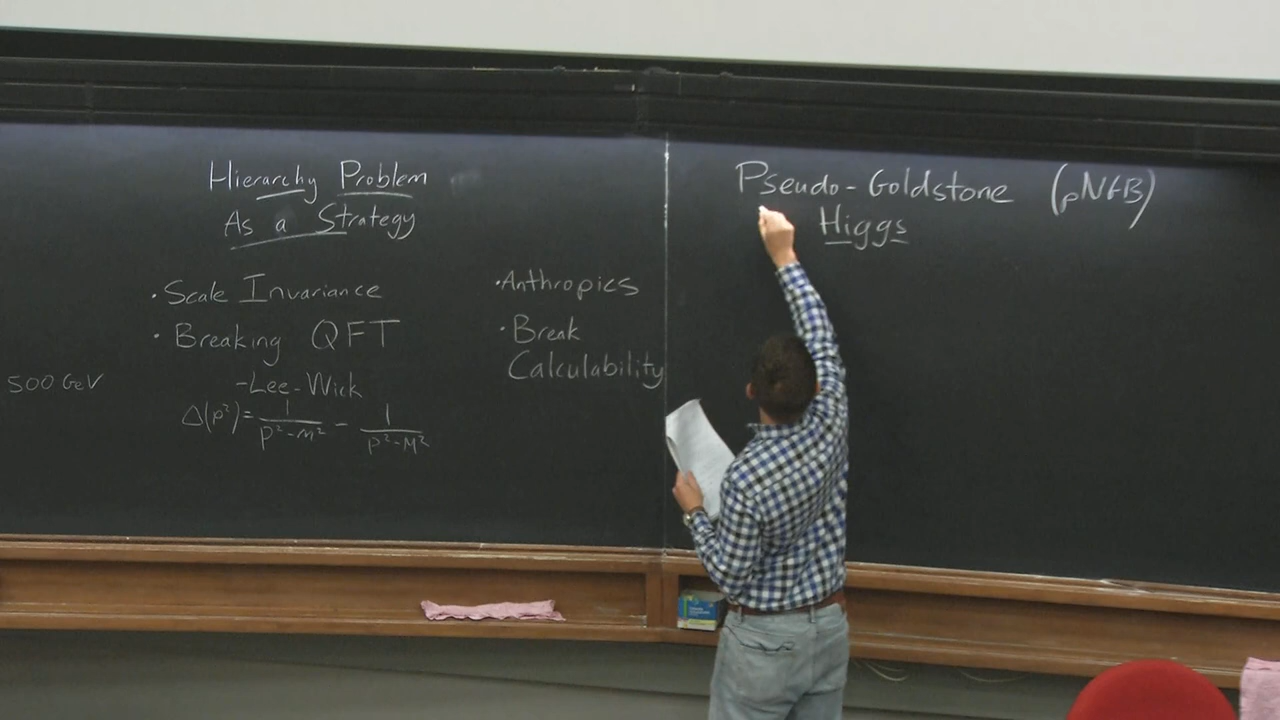 Hierarchy Problem
As a Strategy
· Scale Invariance
· Breaking QFT
- Lee-Wick
Δ(p²) = 1/(p²-m²) - 1/(p²-M²)
500 GeV
· Anthropics
· Break
Calculability
Pseudo-Goldstone (pNGB)
Higgs